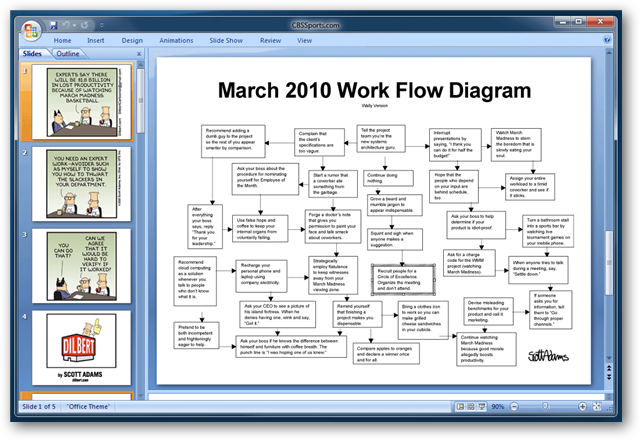 CBSSports.com
Home Insert Design Animations Slide Show Review View
Slides Outline
1
EXPERTS SAY THERE
WILL BE $1.8 BILLION
IN LOST PRODUCTIVITY
BECAUSE OF WATCHING
MARCH MADNESS
BASKETBALL.
2
YOU NEED AN EXPERT
WORK-AVOIDER SUCH
AS MYSELF TO SHOW
YOU HOW TO THWART
THE SLACKERS IN
YOUR DEPARTMENT.
3
YOU
CAN DO
THAT?
CAN WE
AGREE THAT
IT WOULD BE
HARD TO
VERIFY IF
IT WORKED?
4
DILBERT
BY SCOTT ADAMS
dilbert.com
March 2010 Work Flow Diagram
Wally Version
Recommend adding a
dumb guy to the project
so the rest of you appear
smarter by comparison.
Complain that
the client's
specifications are
too vague.
Tell the project
team you're the
new systems
architecture guru.
Interrupt
presentations by
saying, "I think you
can do it for half the
budget!"
Watch March
Madness to stem
the boredom that is
slowly eating your
soul.
Ask your boss about the
procedure for nominating
yourself for Employee of
the Month.
Start a rumor that
a coworker ate
something from
the garbage
Continue doing
nothing.
Hope that the
people who depend
on your input are
behind schedule,
too.
Assign your entire
workload to a timid
coworker and see if
it sticks.
After
everything
your boss
says, reply
"Thank you
for your
leadership."
Use false hope and
coffee to keep your
internal organs from
voluntarily failing.
Forge a doctor's note
that gives you
permission to paint your
face and talk smack
about coworkers.
Grow a beard and
mumble jargon to
appear indispensable.
Squint and sigh when
anyone makes a
suggestion.
Ask your boss to help
determine if your
product is idiot-proof.
Turn a bathroom stall
into a sports bar by
watching live
tournament games on
your mobile phone.
Recommend
cloud computing
as a solution
whenever you
talk to people
who don't know
what it is.
Recharge your
personal phone and
laptop using
company electricity.
Strategically
employ flatulence
to keep witnesses
away from your
March Madness
viewing zone.
Recruit people for a
Circle of Excellence.
Organize the meeting
and don't attend.
Ask for a charge
code for the WMM
project (watching
March Madness).
When anyone tries to talk
during a meeting, say,
"Settle down."
Ask your CEO to see a picture of
his island fortress. When he
denies having one, wink and say,
"Got it."
Remind yourself
that finishing a
project makes you
dispensable.
Bring a clothes iron
to work so you can
make grilled
cheese sandwiches
in your cubicle.
Devise misleading
benchmarks for your
product and call it
marketing.
If someone
asks you for
information, tell
them to "Go
through proper
channels."
Pretend to be
both incompetent
and frighteningly
eager to help.
Ask your boss if he knows the difference between
himself and furniture with coffee breath. The
punch line is "I was hoping one of us knew."
Compare apples to oranges
and declare a winner once
and for all.
Continue watching
March Madness
because good morale
allegedly boosts
productivity.
Scott Adams
Slide 1 of 5 "Office Theme" 90%